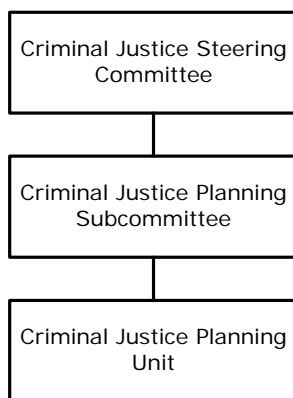 Criminal Justice Steering
Committee
Criminal Justice Planning
Subcommittee
Criminal Justice Planning
Unit